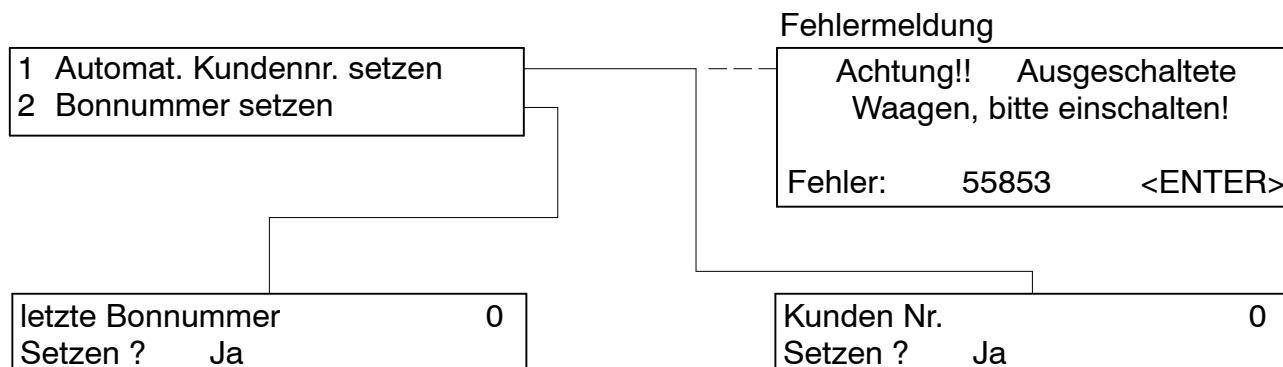 Fehlermeldung
1 Automat. Kundennr. setzen
2 Bonnummer setzen
Achtung!! Ausgeschaltete
Waagen, bitte einschalten!
Fehler: 55853 <ENTER>
letzte Bonnummer 0
Setzen ? Ja
Kunden Nr. 0
Setzen ? Ja